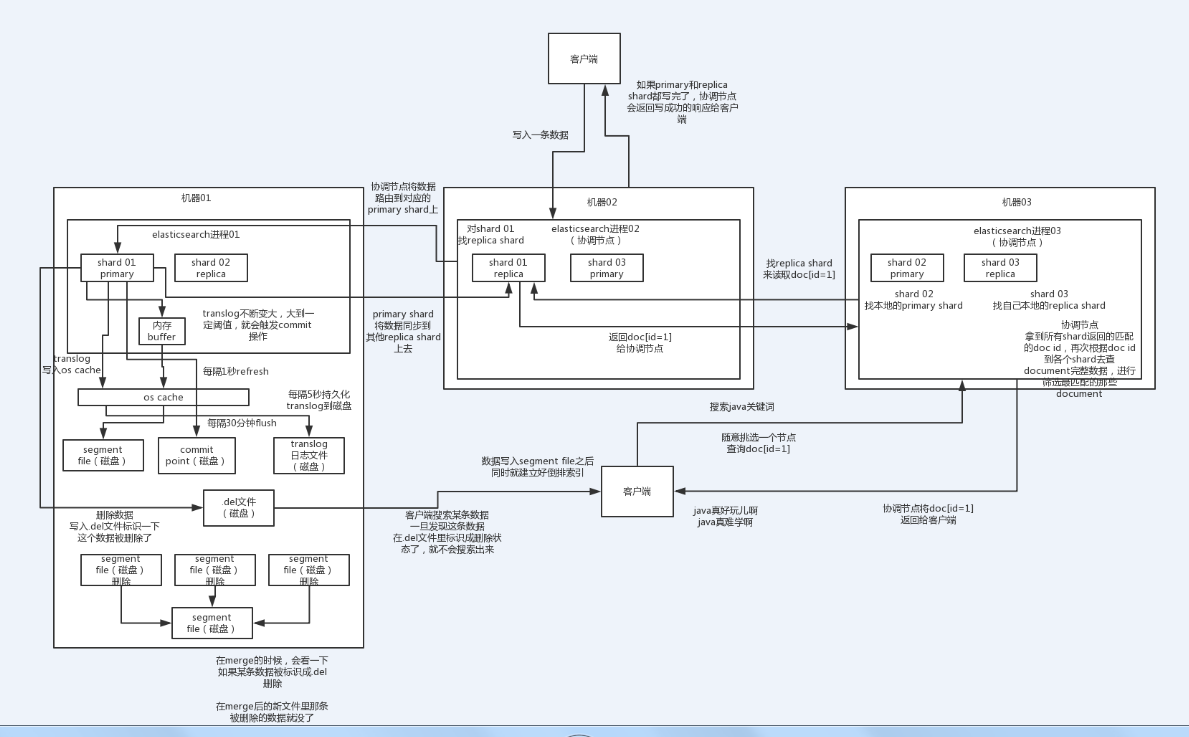 客户端
如果primary和replica
shard都写完了，协调节点
会返回写成功的响应给客户
端
写入一条数据
机器01
elasticsearch进程01
shard 01
primary
shard 02
replica
内存
buffer
translog不断变大，大到一
定阈值，就会触发commit
操作
translog
写入os cache
每隔1秒refresh
os cache
每隔5秒持久化
translog到磁盘
每隔30分钟flush
segment
file（磁盘）
commit
point（磁盘）
translog
日志文件
（磁盘）
.del文件
（磁盘）
删除数据
写入.del文件标识一下
这个数据被删除了
segment
file（磁盘）
删除
segment
file（磁盘）
删除
segment
file（磁盘）
删除
segment
file（磁盘）
在merge的时候，会看一下
如果某条数据被标识成.del
删除
在merge后的新文件里那条
被删除的数据就没了
协调节点将数据
路由到对应的
primary shard上
primary shard
将数据同步到
其他replica shard
上去
机器02
对shard 01
找replica shard
elasticsearch进程02
（协调节点）
shard 01
replica
shard 03
primary
返回doc[id=1]
给协调节点
找replica shard
来读取doc[id=1]
机器03
elasticsearch进程03
（协调节点）
shard 02
primary
shard 03
replica
shard 02
找本地的primary shard
shard 03
找自己本地的replica shard
协调节点
拿到所有shard返回的匹配
的doc id，再次根据doc id
到各个shard去查
document完整数据，进行
筛选最匹配的那些
document
搜索java关键词
随意挑选一个节点
查询doc[id=1]
数据写入segment file之后
同时就建立好倒排索引
客户端
客户端搜索某条数据
一旦发现这条数据
在.del文件里标识成删除状
态了，就不会搜索出来
java真好玩儿啊
java真难学啊
协调节点将doc[id=1]
返回给客户端